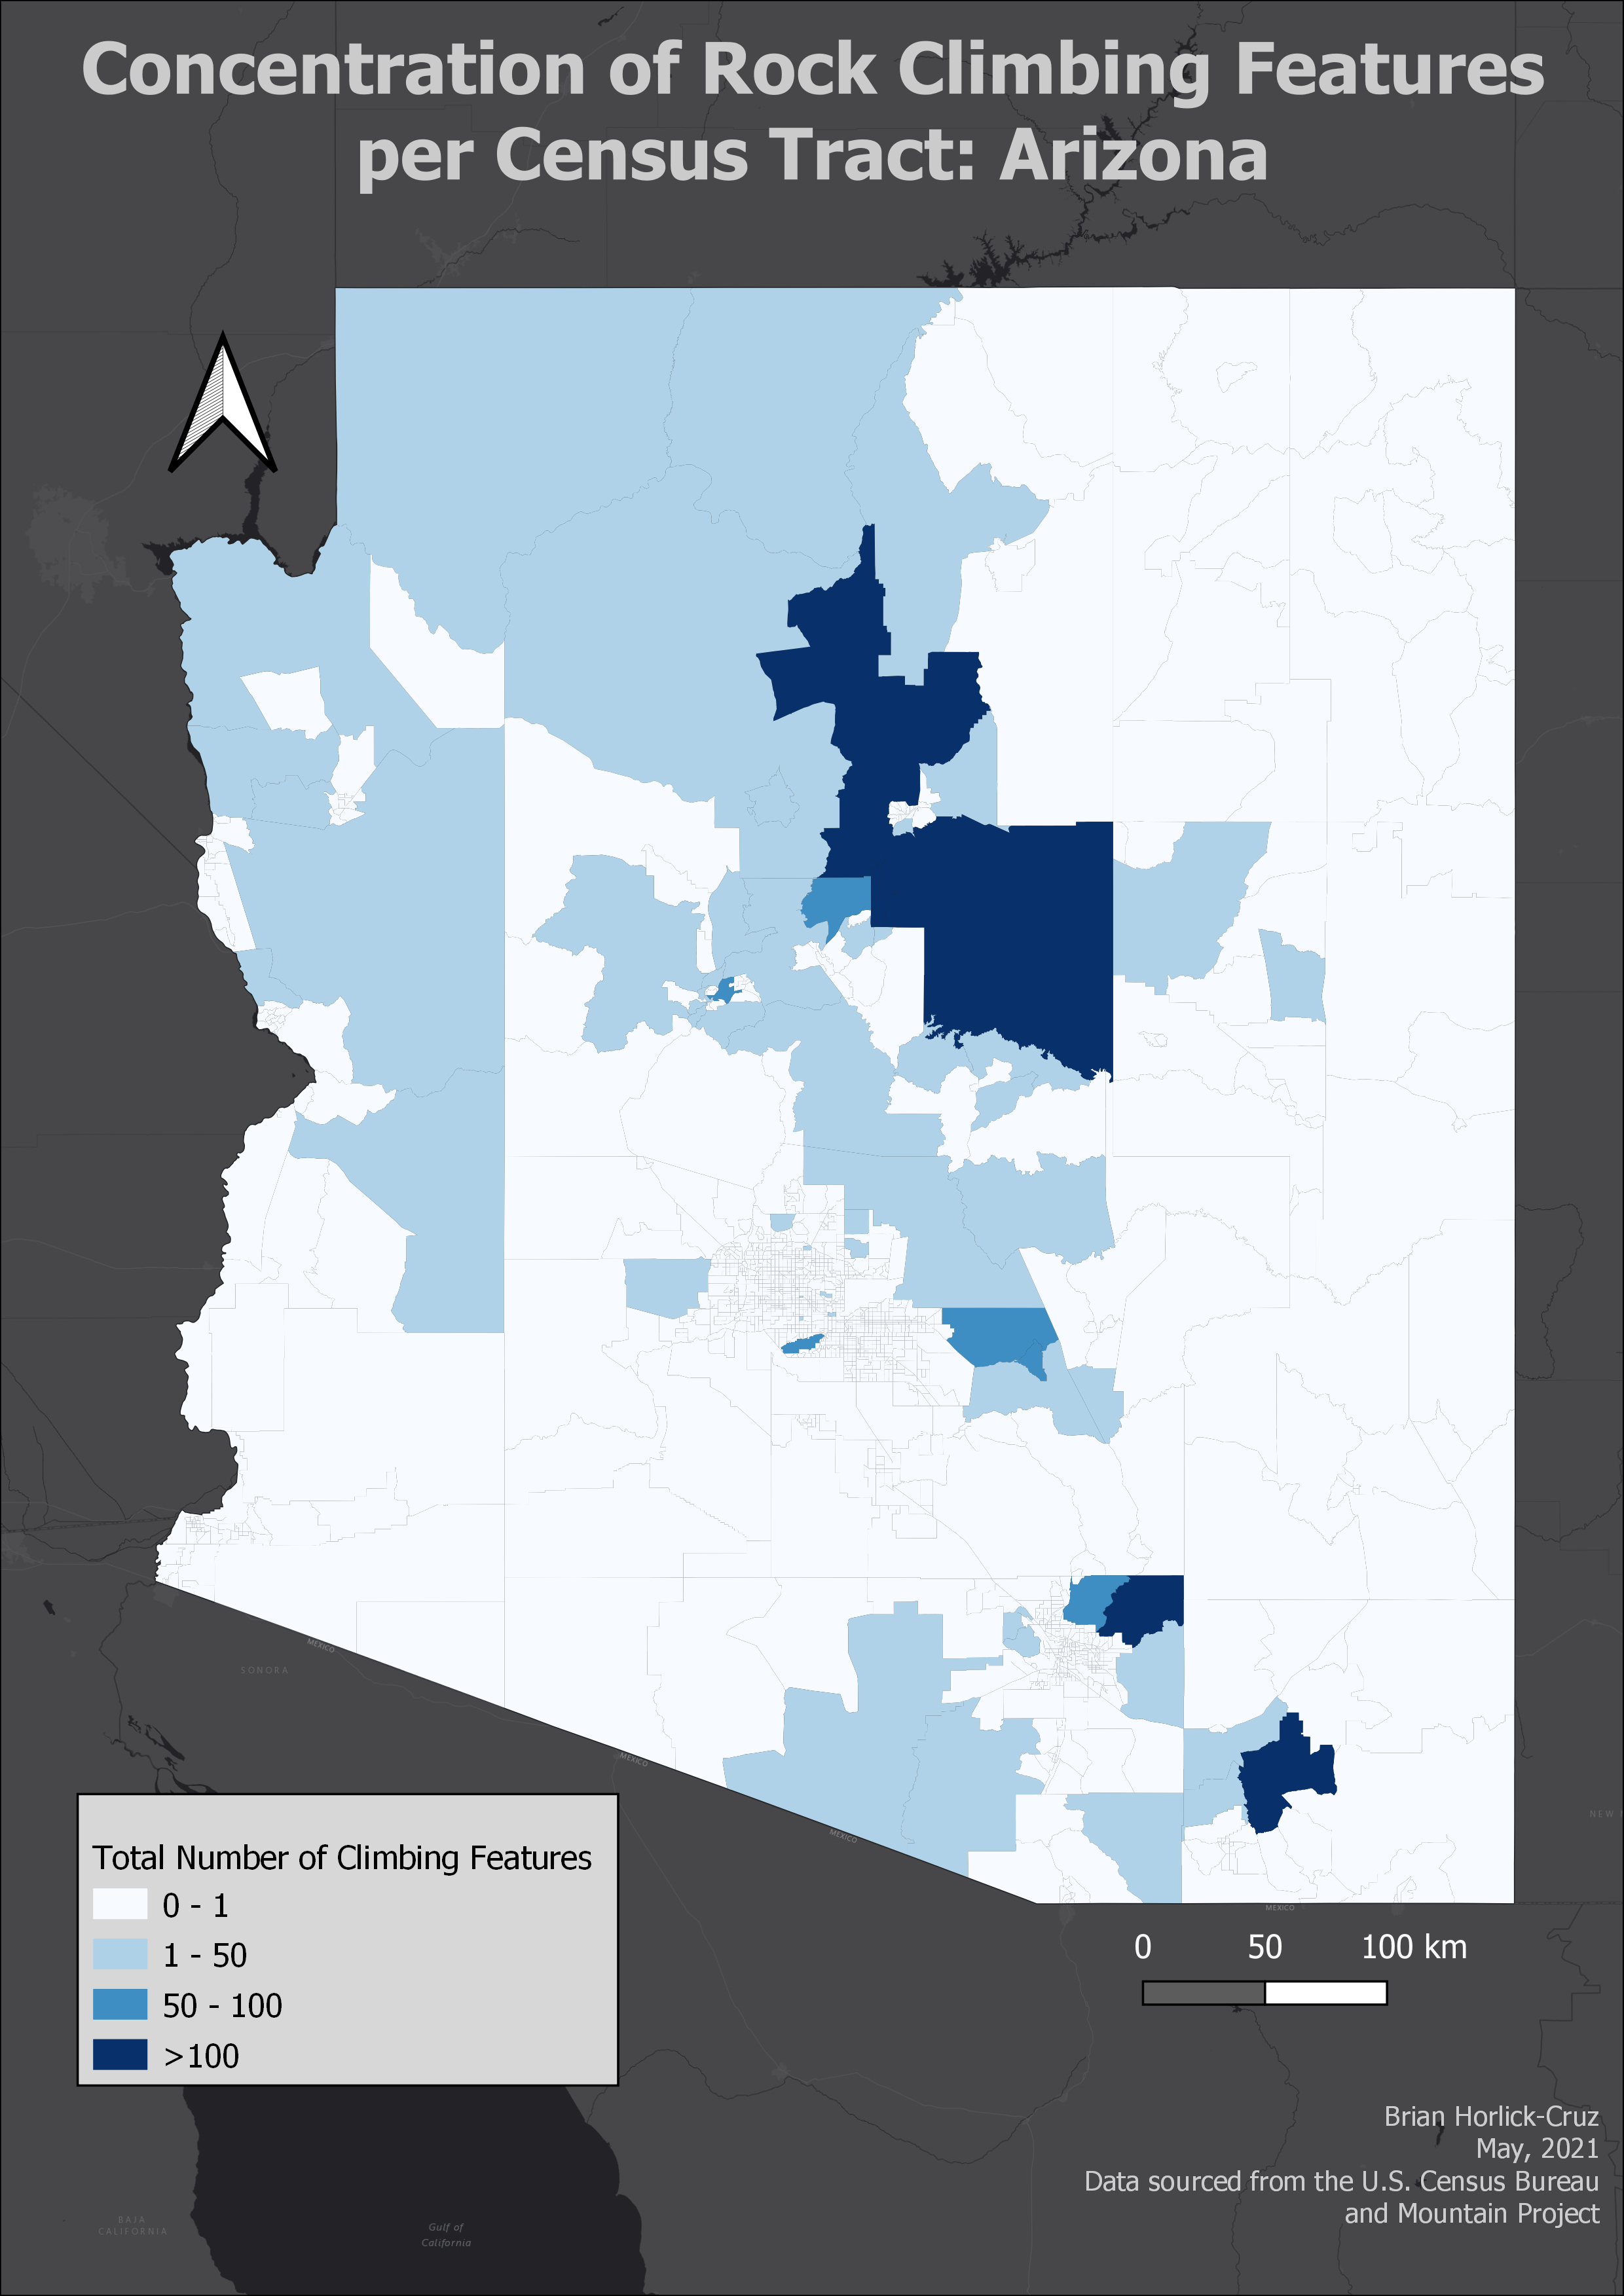 Concentration of Rock Climbing Features
per Census Tract: Arizona
MEXICO
SONORA
MEXICO
MEXICO
NEW
Total Number of Climbing Features
0 - 1
1 - 50
50 - 100
>100
MEXICO
0 50 100 km
Brian Horlick-Cruz
May, 2021
Data sourced from the U.S. Census Bureau
and Mountain Project
BAJA
CALIFORNIA
Gulf of
California